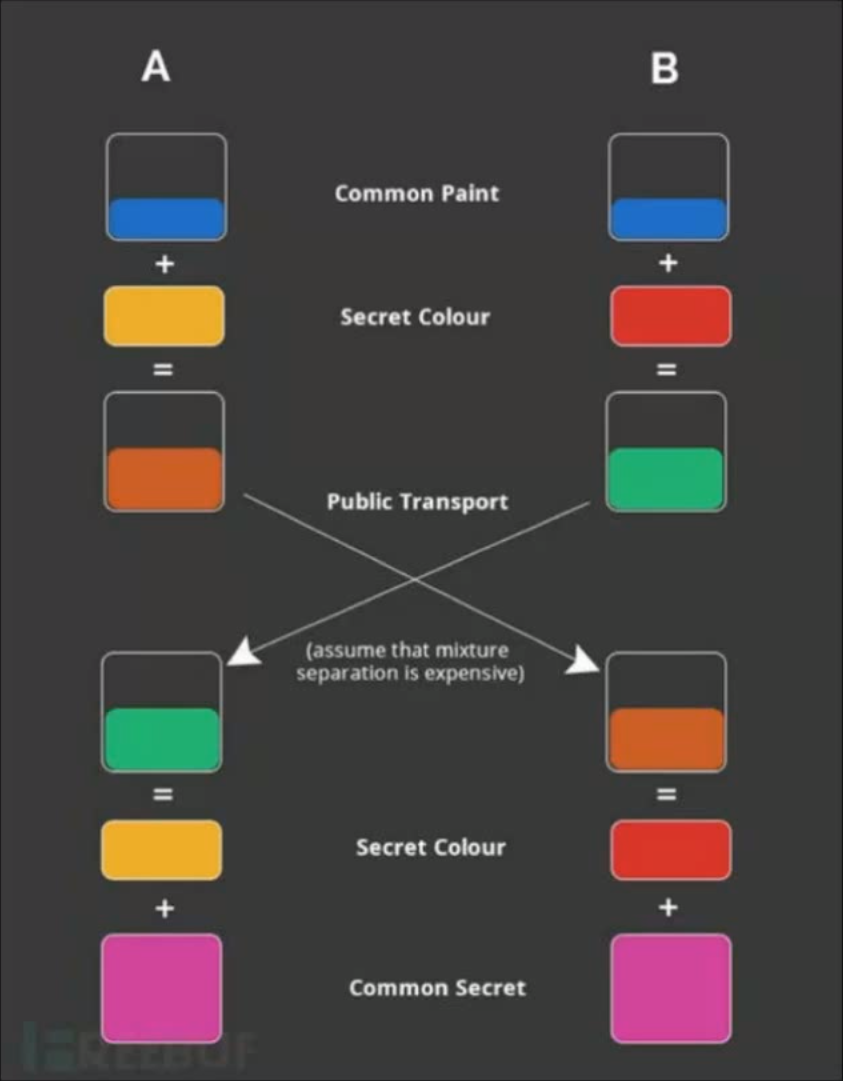 A
B
Common Paint
+
+
Secret Colour
=
=
Public Transport
(assume that mixture
separation is expensive)
=
=
Secret Colour
+
+
Common Secret
FREEBUF